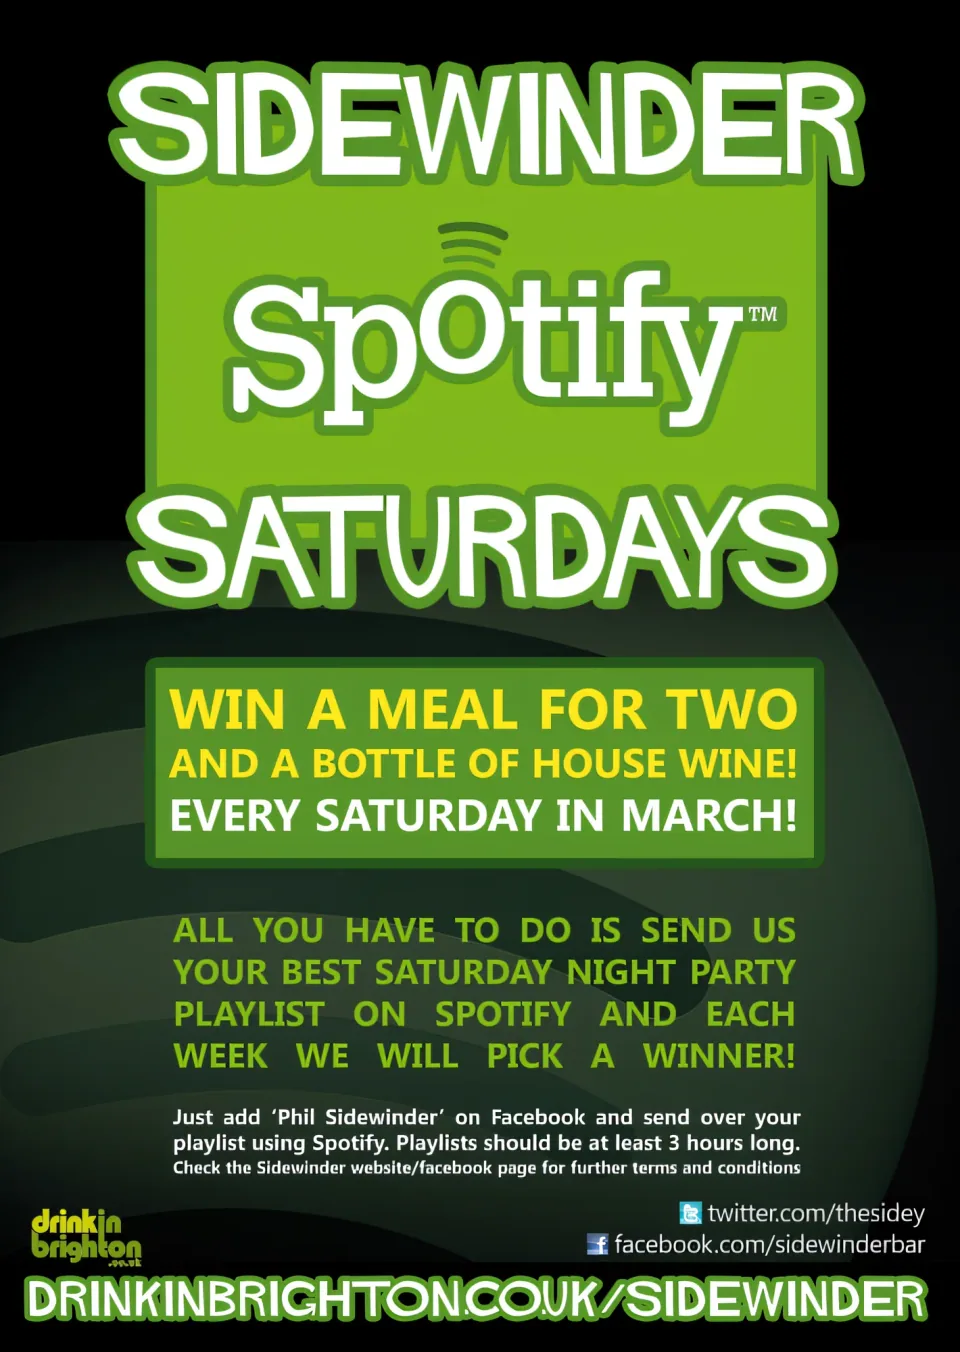 SIDEWINDER
Spotify™
SATURDAYS
WIN A MEAL FOR TWO
AND A BOTTLE OF HOUSE WINE!
EVERY SATURDAY IN MARCH!
ALL YOU HAVE TO DO IS SEND US
YOUR BEST SATURDAY NIGHT PARTY
PLAYLIST ON SPOTIFY AND EACH
WEEK WE WILL PICK A WINNER!
Just add ‘Phil Sidewinder’ on Facebook and send over your
playlist using Spotify. Playlists should be at least 3 hours long.
Check the Sidewinder website/facebook page for further terms and conditions
twitter.com/thesidey
facebook.com/sidewinderbar
drinkin
brighton
.co.uk
DRINKINBRIGHTON.CO.UK/SIDEWINDER